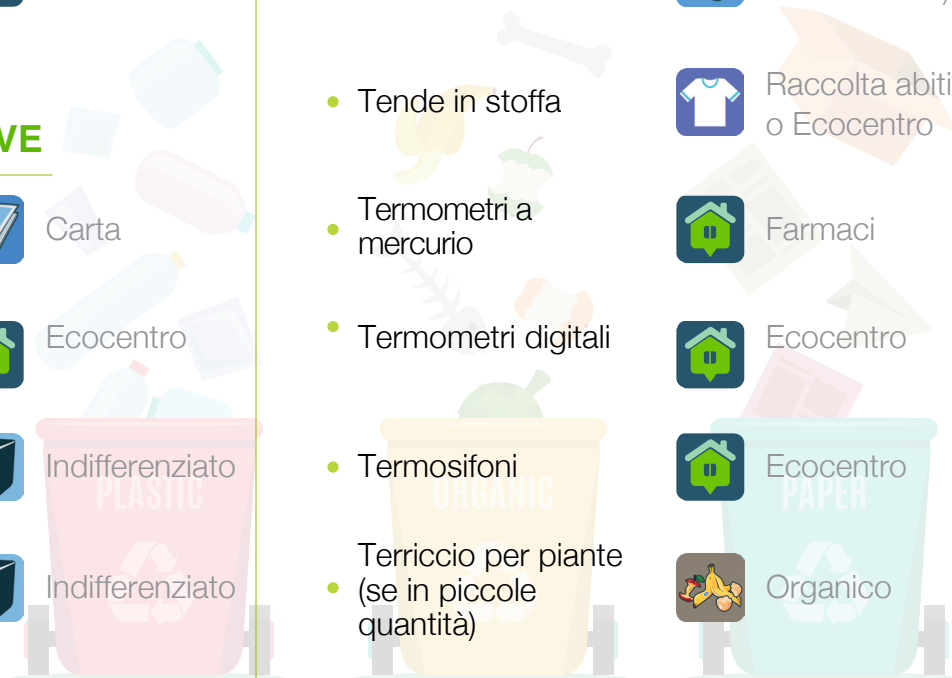 VE
Carta
Ecocentro
Indifferenziato
Indifferenziato
Tende in stoffa
Raccolta abiti
o Ecocentro
Termometri a
mercurio
Farmaci
Termometri digitali
Ecocentro
Termosifoni
Ecocentro
Terriccio per piante
(se in piccole
quantità)
Organico
PLASTIC
ORGANIC
PAPER